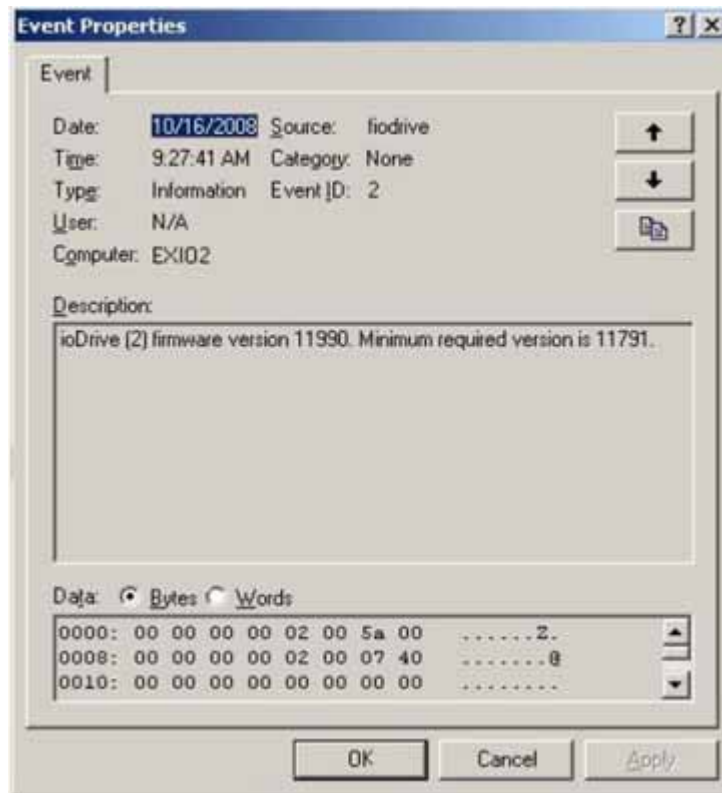 Event Properties
Event
Date: 10/16/2008 Source: fiodrive
Time: 9:27:41 AM Category: None
Type: Information Event ID: 2
User: N/A
Computer: EXIO2
Description:
ioDrive (2) firmware version 11990. Minimum required version is 11791.
Data: Bytes Words
0000: 00 00 00 00 02 00 5a 00 ......Z.
0008: 00 00 00 00 02 00 07 40 .......@
0010: 00 00 00 00 00 00 00 00 ........
OK Cancel Apply